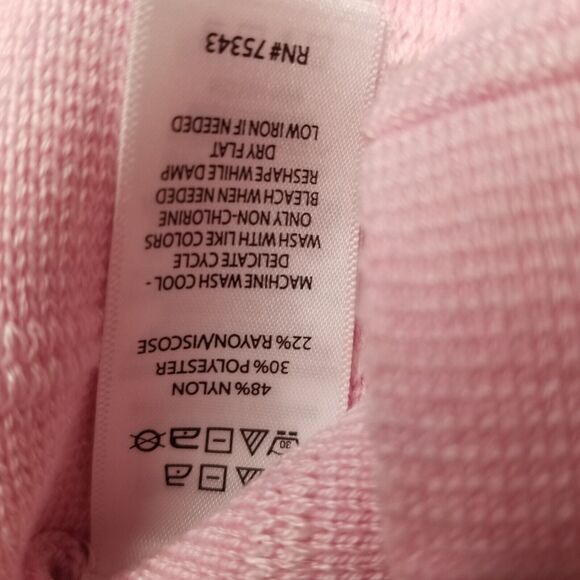 30
48% NYLON
30% POLYESTER
22% RAYON/VISCOSE
MACHINE WASH COOL -
DELICATE CYCLE
WASH WITH LIKE COLORS
ONLY NON-CHLORINE
BLEACH WHEN NEEDED
RESHAPE WHILE DAMP
DRY FLAT
LOW IRON IF NEEDED
RN# 75343